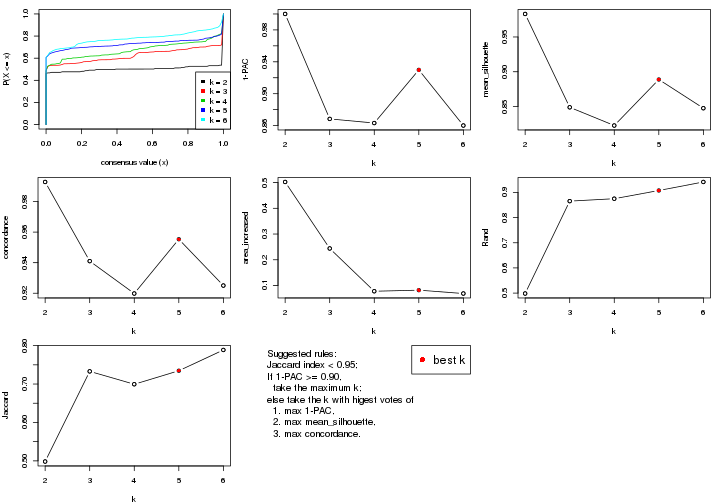 P(X <= x)
0.0 0.2 0.4 0.6 0.8 1.0
k = 2
k = 3
k = 4
k = 5
k = 6
0.0 0.2 0.4 0.6 0.8 1.0
consensus value (x)
1-PAC
0.86 0.90 0.94 0.98
2 3 4 5 6
k
mean_silhouette
0.85 0.90 0.95
2 3 4 5 6
k
concordance
0.92 0.94 0.96 0.98
2 3 4 5 6
k
area_increased
0.1 0.2 0.3 0.4 0.5
2 3 4 5 6
k
Rand
0.5 0.6 0.7 0.8 0.9
2 3 4 5 6
k
Jaccard
0.50 0.60 0.70 0.80
2 3 4 5 6
k
Suggested rules:
Jaccard index < 0.95;
If 1-PAC >= 0.90,
take the maximum k;
else take the k with higest votes of
1. max 1-PAC,
2. max mean_silhouette,
3. max concordance.
best k